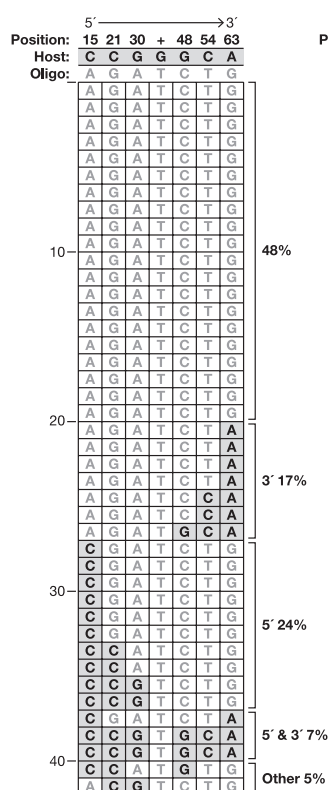 5´ 3´
Position: 15 21 30 + 48 54 63 P
Host: C C G G G C A
Oligo: A G A T C T G
A G A T C T G
A G A T C T G
A G A T C T G
A G A T C T G
A G A T C T G
A G A T C T G
A G A T C T G
A G A T C T G
A G A T C T G
A G A T C T G
10 48%
A G A T C T G
A G A T C T G
A G A T C T G
A G A T C T G
A G A T C T G
A G A T C T G
A G A T C T G
A G A T C T G
A G A T C T G
A G A T C T G
20
A G A T C T A
A G A T C T A
A G A T C T A
A G A T C T A
3´ 17%
A G A T C C A
A G A T C C A
A G A T G C A
C G A T C T G
C G A T C T G
C G A T C T G
30
C G A T C T G
C G A T C T G
C G A T C T G
5´ 24%
C C A T C T G
C C A T C T G
C C G T C T G
C C G T C T G
C G A T C T A
C C G T G C A 5´ & 3´ 7%
C C G T G C A
40
C C A T G T G
Other 5%
A C G T C T G